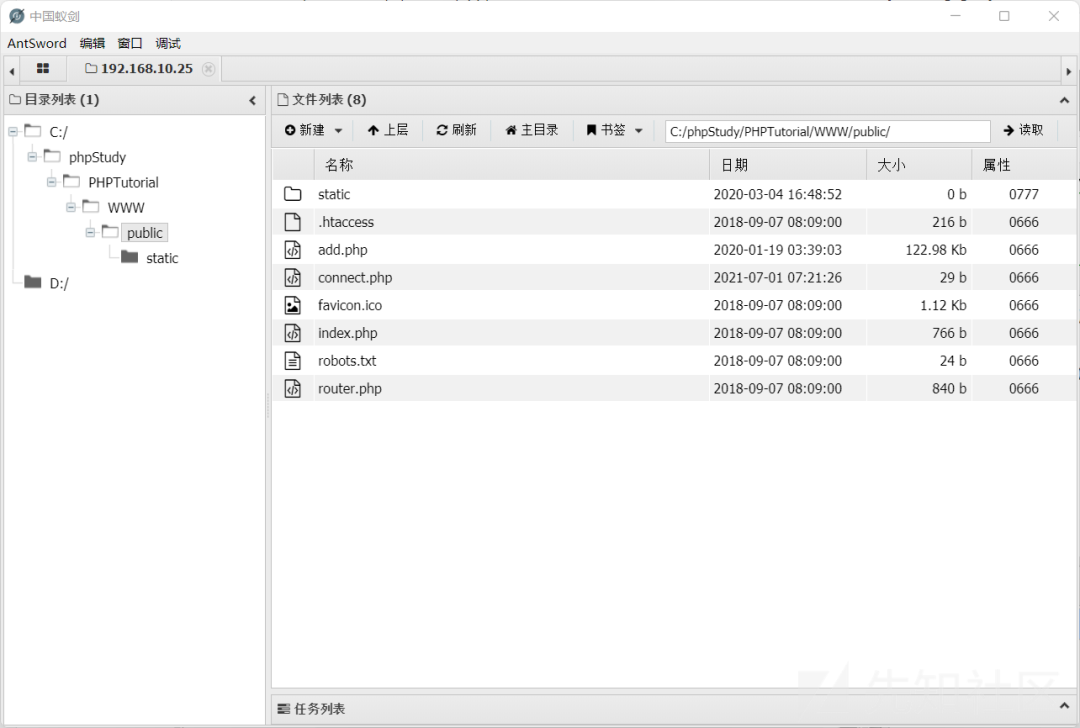 中国蚁剑
AntSword 编辑 窗口 调试
192.168.10.25
目录列表 (1)
C:/
phpStudy
PHPTutorial
WWW
public
static
D:/
文件列表 (8)
新建 上层 刷新 主目录 书签 C:/phpStudy/PHPTutorial/WWW/public/ 读取
名称 日期 大小 属性
static 2020-03-04 16:48:52 0 b 0777
.htaccess 2018-09-07 08:09:00 216 b 0666
add.php 2020-01-19 03:39:03 122.98 Kb 0666
connect.php 2021-07-01 07:21:26 29 b 0666
favicon.ico 2018-09-07 08:09:00 1.12 Kb 0666
index.php 2018-09-07 08:09:00 766 b 0666
robots.txt 2018-09-07 08:09:00 24 b 0666
router.php 2018-09-07 08:09:00 840 b 0666
任务列表
先知社区